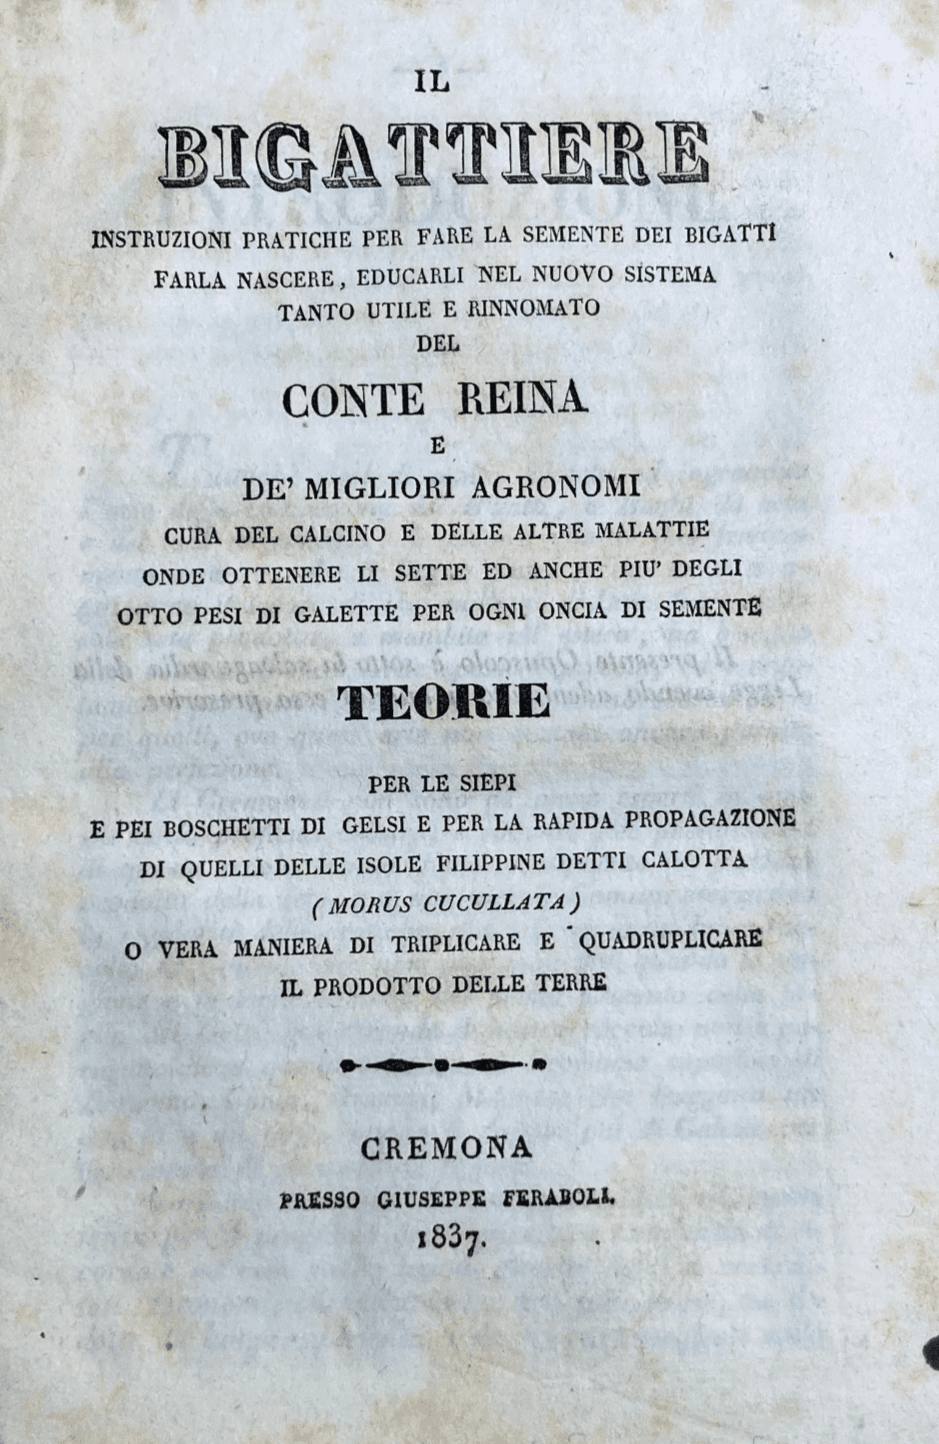 IL
BIGATTIERE
INSTRUZIONI PRATICHE PER FARE LA SEMENTE DEI BIGATTI
FARLA NASCERE, EDUCARLI NEL NUOVO SISTEMA
TANTO UTILE E RINNOMATO
DEL
CONTE REINA
E
DE' MIGLIORI AGRONOMI
CURA DEL CALCINO E DELLE ALTRE MALATTIE
ONDE OTTENERE LI SETTE ED ANCHE PIU' DEGLI
OTTO PESI DI GALETTE PER OGNI ONCIA DI SEMENTE
TEORIE
PER LE SIEPI
E PEI BOSCHETTI DI GELSI E PER LA RAPIDA PROPAGAZIONE
DI QUELLI DELLE ISOLE FILIPPINE DETTI CALOTTA
(MORUS CUCULLATA)
O VERA MANIERA DI TRIPLICARE E QUADRUPLICARE
IL PRODOTTO DELLE TERRE
CREMONA
PRESSO GIUSEPPE FERABOLI.
1837.